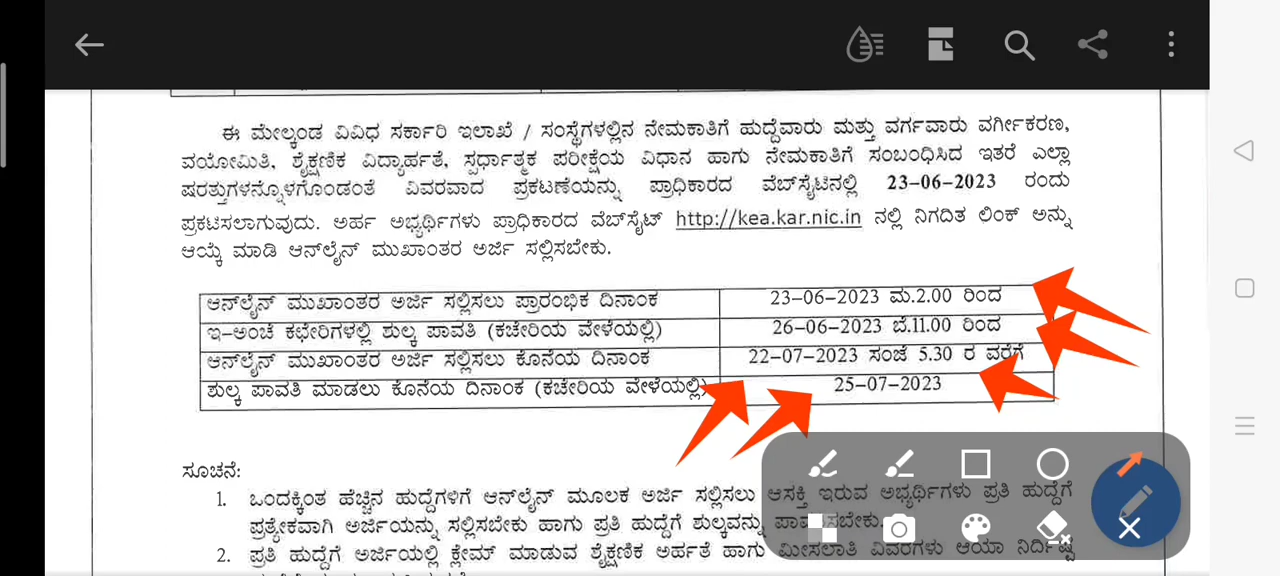 ಈ ಮೇಲ್ಕಂಡ ವಿವಿಧ ಸರ್ಕಾರಿ ಇಲಾಖೆ / ಸಂಸ್ಥೆಗಳಲ್ಲಿನ ನೇಮಕಾತಿಗೆ ಹುದ್ದೆವಾರು ಮತ್ತು ವರ್ಗವಾರು ವರ್ಗೀಕರಣ,
ವಯೋಮಿತಿ, ಶೈಕ್ಷಣಿಕ ವಿದ್ಯಾರ್ಹತೆ, ಸ್ಪರ್ಧಾತ್ಮಕ ಪರೀಕ್ಷೆಯ ವಿಧಾನ ಹಾಗು ನೇಮಕಾತಿಗೆ ಸಂಬಂಧಿಸಿದ ಇತರೆ ಎಲ್ಲಾ
ಷರತ್ತುಗಳನ್ನೊಳಗೊಂಡಂತೆ ವಿವರವಾದ ಪ್ರಕಟಣೆಯನ್ನು ಪ್ರಾಧಿಕಾರದ ವೆಬ್‌ಸೈಟಿನಲ್ಲಿ 23-06-2023 ರಂದು
ಪ್ರಕಟಸಲಾಗುವುದು. ಅರ್ಹ ಅಭ್ಯರ್ಥಿಗಳು ಪ್ರಾಧಿಕಾರದ ವೆಬ್‌ಸೈಟ್ http://kea.kar.nic.in ನಲ್ಲಿ ನಿಗದಿತ ಲಿಂಕ್ ಅನ್ನು
ಆಯ್ಕೆ ಮಾಡಿ ಆನ್‌ಲೈನ್ ಮುಖಾಂತರ ಅರ್ಜಿ ಸಲ್ಲಿಸಬೇಕು.
ಆನ್‌ಲೈನ್ ಮುಖಾಂತರ ಅರ್ಜಿ ಸಲ್ಲಿಸಲು ಪ್ರಾರಂಭಿಕ ದಿನಾಂಕ 23-06-2023 ಮ.2.00 ರಿಂದ
ಇ-ಅಂಚೆ ಕಛೇರಿಗಳಲ್ಲಿ ಶುಲ್ಕ ಪಾವತಿ (ಕಚೇರಿಯ ವೇಳೆಯಲ್ಲಿ) 26-06-2023 ಬೆ.11.00 ರಿಂದ
ಆನ್‌ಲೈನ್ ಮುಖಾಂತರ ಅರ್ಜಿ ಸಲ್ಲಿಸಲು ಕೊನೆಯ ದಿನಾಂಕ 22-07-2023 ಸಂಜೆ 5.30 ರ ವರೆಗೆ
ಶುಲ್ಕ ಪಾವತಿ ಮಾಡಲು ಕೊನೆಯ ದಿನಾಂಕ (ಕಚೇರಿಯ ವೇಳೆಯಲ್ಲಿ) 25-07-2023
ಸೂಚನೆ:
1. ಒಂದಕ್ಕಿಂತ ಹೆಚ್ಚಿನ ಹುದ್ದೆಗಳಿಗೆ ಆನ್‌ಲೈನ್ ಮೂಲಕ ಅರ್ಜಿ ಸಲ್ಲಿಸಲು ಆಸಕ್ತಿ ಇರುವ ಅಭ್ಯರ್ಥಿಗಳು ಪ್ರತಿ ಹುದ್ದೆಗೆ
ಪ್ರತ್ಯೇಕವಾಗಿ ಅರ್ಜಿಯನ್ನು ಸಲ್ಲಿಸಬೇಕು ಹಾಗು ಪ್ರತಿ ಹುದ್ದೆಗೆ ಶುಲ್ಕವನ್ನು
2. ಪ್ರತಿ ಹುದ್ದೆಗೆ ಅರ್ಜಿಯಲ್ಲಿ ಕ್ಲೇಮ್ ಮಾಡುವ ಶೈಕ್ಷಣಿಕ ಅರ್ಹತೆ ಹಾಗು ಮೀಸಲಾತಿ ವಿವರಗಳು ಆಯಾ ನಿರ್ದಿಷ್ಟ